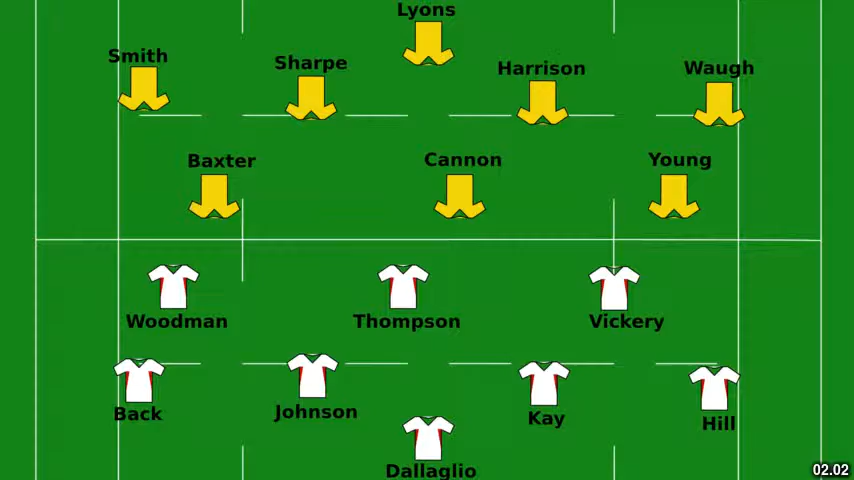 Lyons
Smith
Sharpe
Harrison
Waugh
Baxter
Cannon
Young
Woodman
Thompson
Vickery
Back
Johnson
Kay
Hill
Dallaglio
02.02